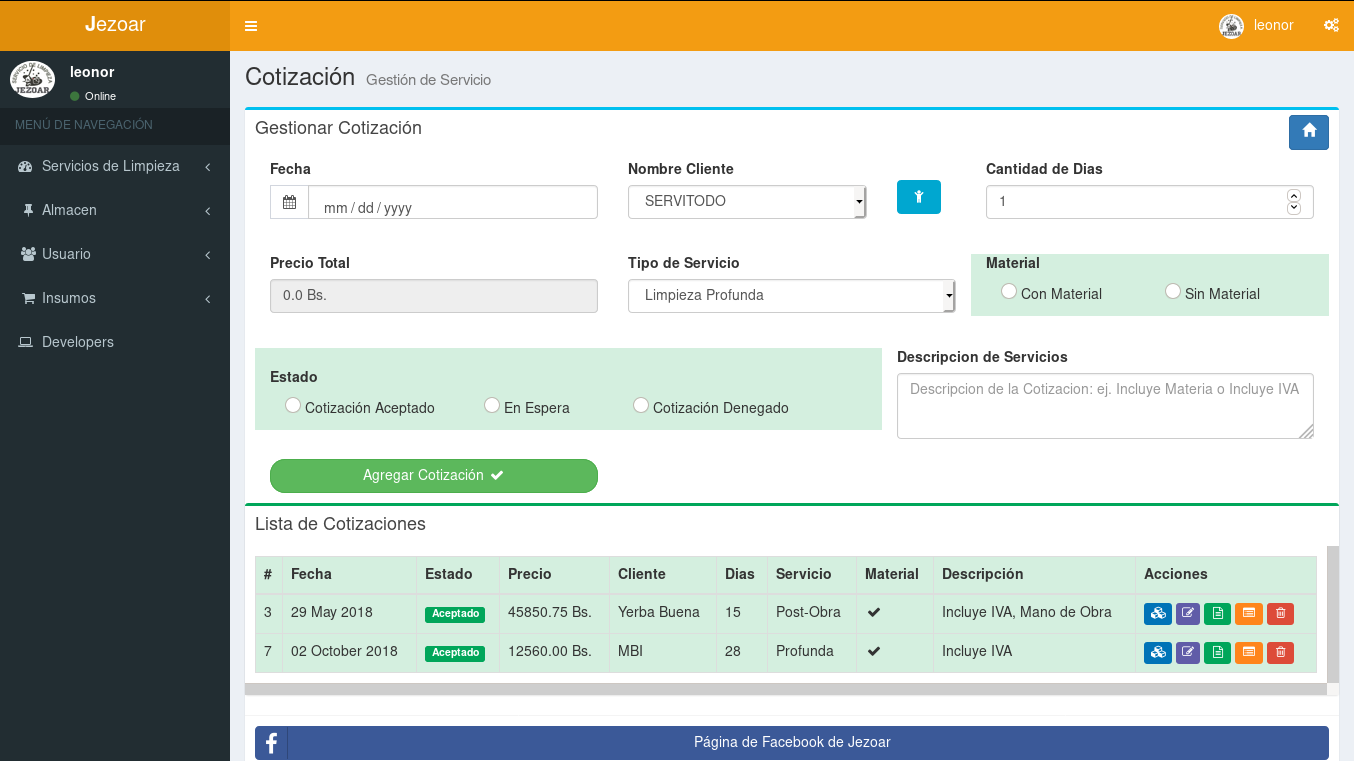 Jezoar
leonor
leonor
Online
MENÚ DE NAVEGACIÓN
Servicios de Limpieza
Almacen
Usuario
Insumos
Developers
Cotización Gestión de Servicio
Gestionar Cotización
Fecha
mm / dd / yyyy
Nombre Cliente
SERVITODO
Cantidad de Dias
1
Precio Total
0.0 Bs.
Tipo de Servicio
Limpieza Profunda
Material
Con Material Sin Material
Estado
Cotización Aceptado En Espera Cotización Denegado
Descripcion de Servicios
Descripcion de la Cotizacion: ej. Incluye Materia o Incluye IVA
Agregar Cotización
Lista de Cotizaciones
# Fecha Estado Precio Cliente Dias Servicio Material Descripción Acciones
3 29 May 2018 Aceptado 45850.75 Bs. Yerba Buena 15 Post-Obra Incluye IVA, Mano de Obra
7 02 October 2018 Aceptado 12560.00 Bs. MBI 28 Profunda Incluye IVA
Página de Facebook de Jezoar